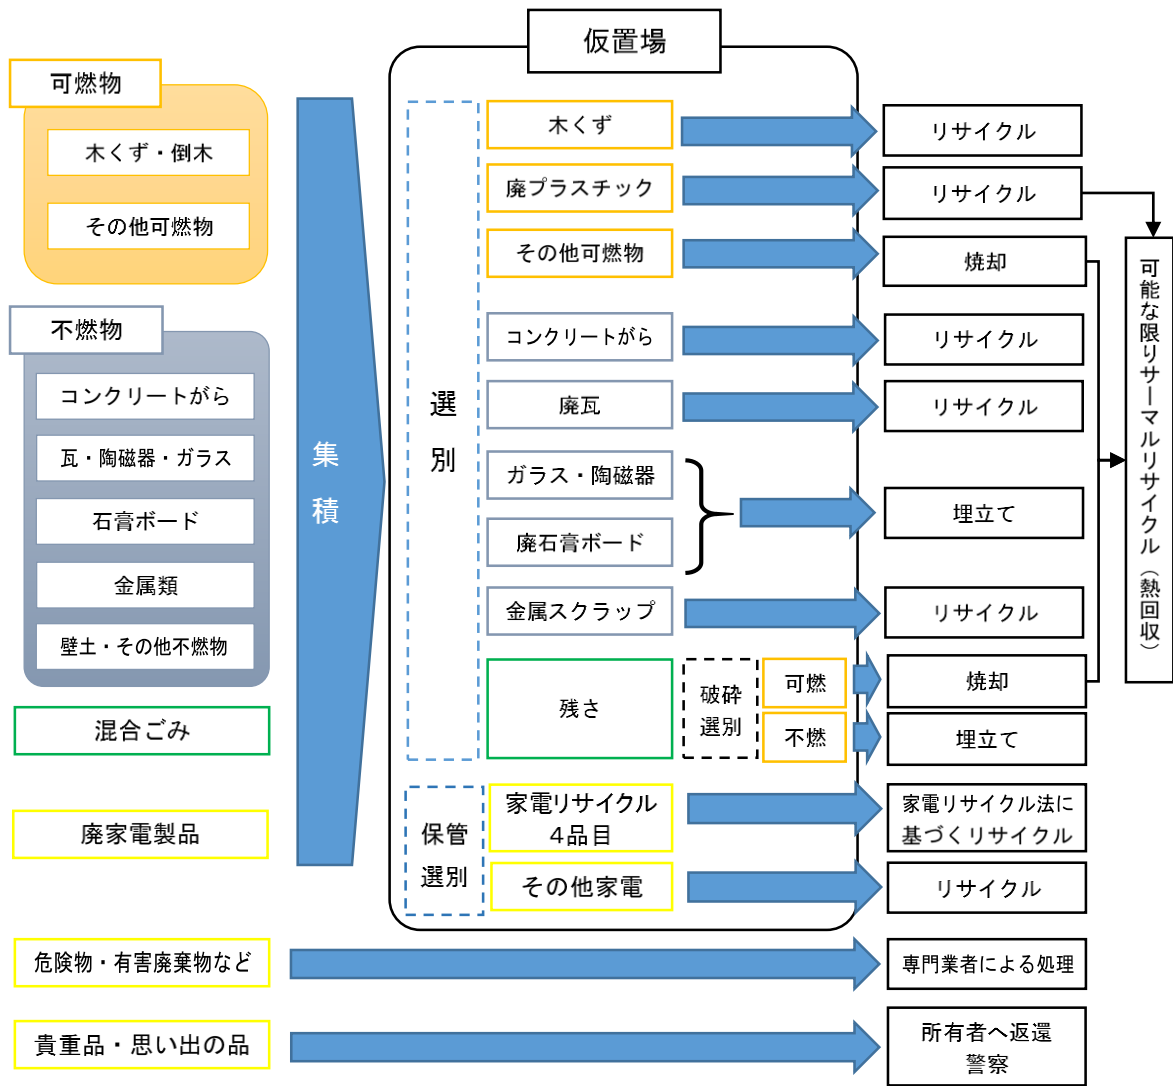 仮置場
可燃物
木くず・倒木
その他可燃物
不燃物
コンクリートがら
瓦・陶磁器・ガラス
石膏ボード
金属類
壁土・その他不燃物
混合ごみ
廃家電製品
危険物・有害廃棄物など
貴重品・思い出の品
集積
選別
木くず
廃プラスチック
その他可燃物
コンクリートがら
廃瓦
ガラス・陶磁器
廃石膏ボード
金属スクラップ
残さ
破砕
選別
可燃
不燃
保管
選別
家電リサイクル
4品目
その他家電
リサイクル
リサイクル
焼却
リサイクル
リサイクル
埋立て
リサイクル
焼却
埋立て
家電リサイクル法に
基づくリサイクル
リサイクル
専門業者による処理
所有者へ返還
警察
可能な限りサーマルリサイクル（熱回収）